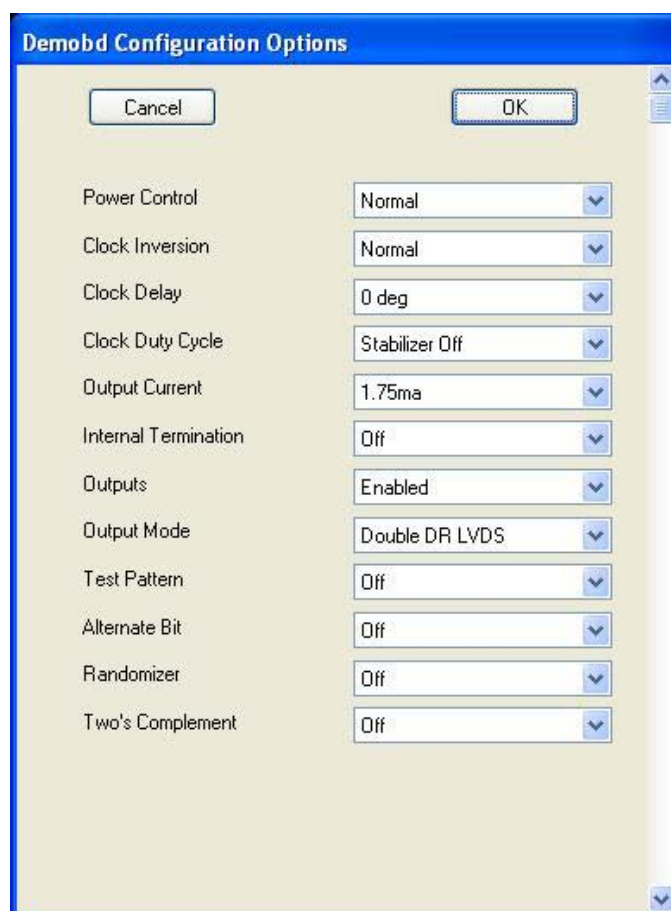 Demobd Configuration Options
Cancel OK
Power Control Normal
Clock Inversion Normal
Clock Delay 0 deg
Clock Duty Cycle Stabilizer Off
Output Current 1.75ma
Internal Termination Off
Outputs Enabled
Output Mode Double DR LVDS
Test Pattern Off
Alternate Bit Off
Randomizer Off
Two's Complement Off